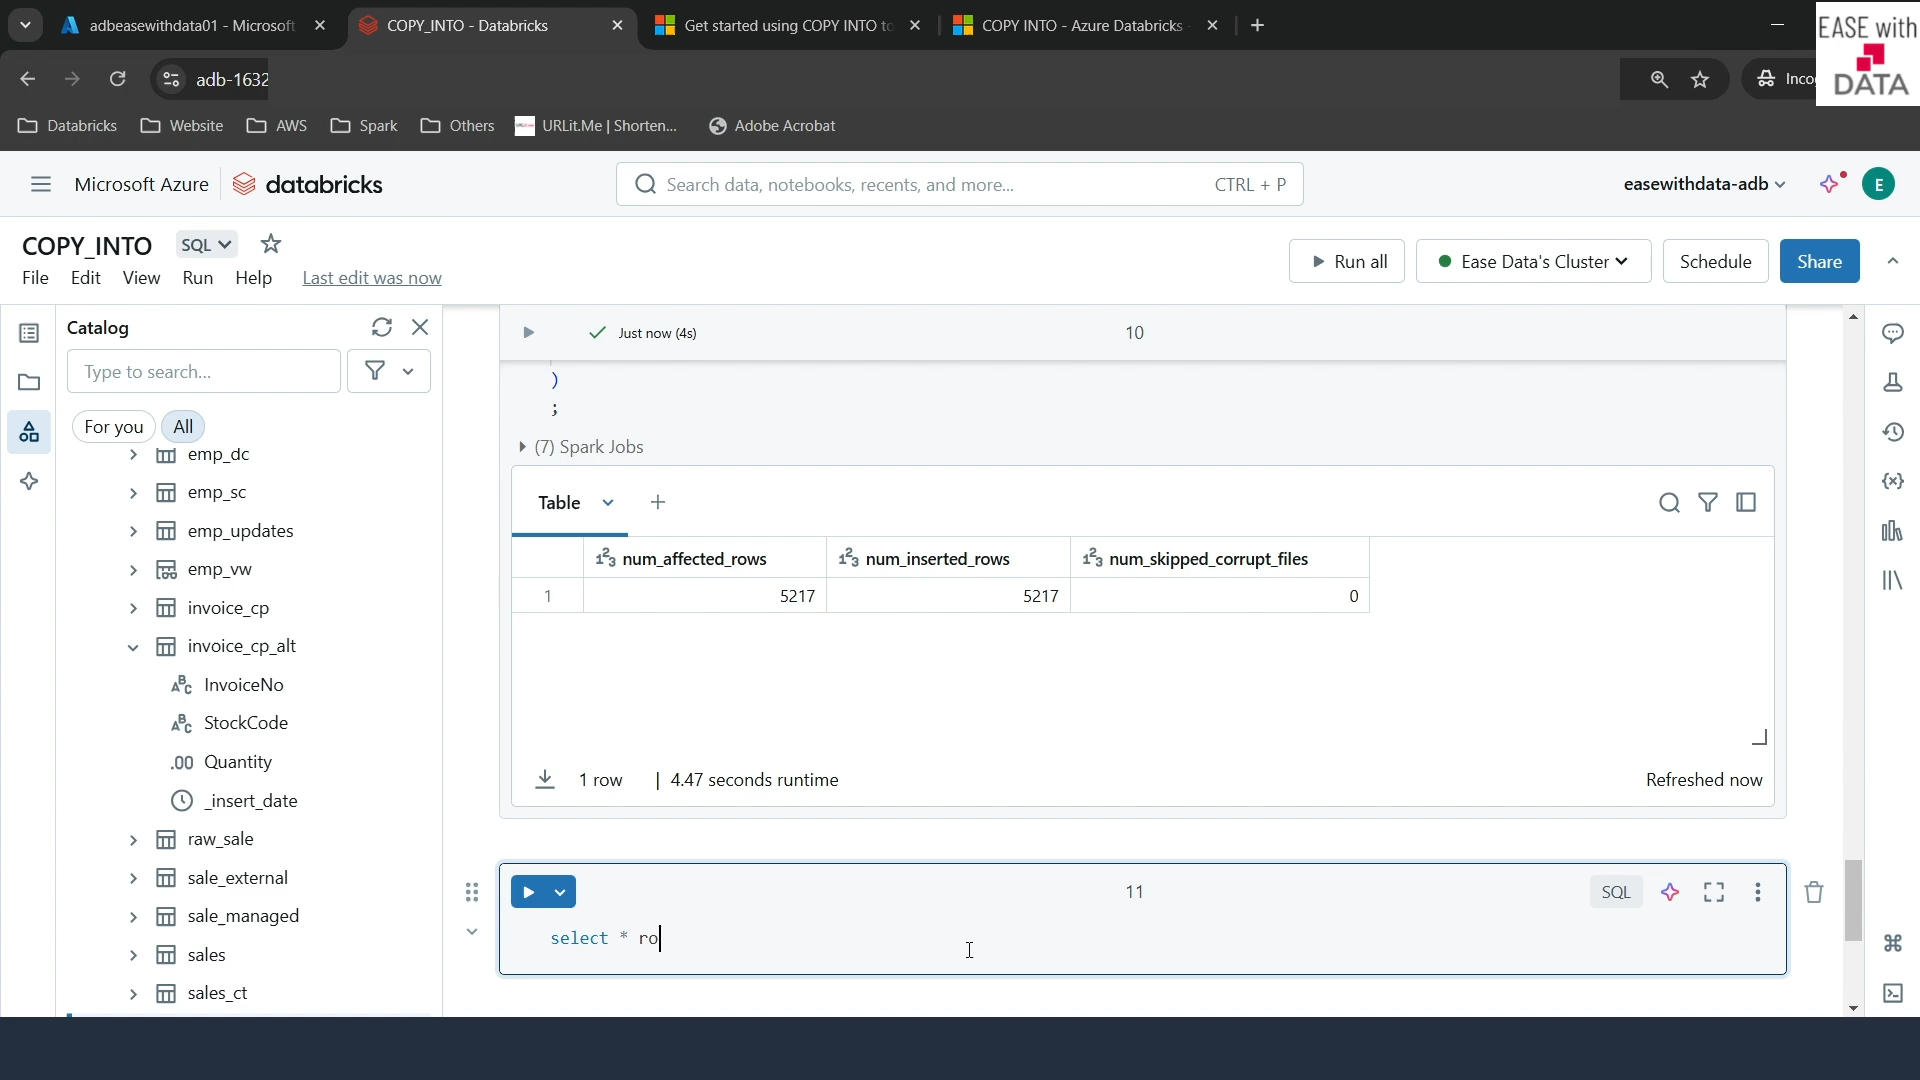 adbeasewithdata01 - Microsoft
COPY_INTO - Databricks
Get started using COPY INTO to
COPY INTO - Azure Databricks -
EASE with
DATA
adb-1632
Inco
Databricks
Website
AWS
Spark
Others
URLit.Me | Shorten...
Adobe Acrobat
Microsoft Azure
databricks
Search data, notebooks, recents, and more...
CTRL + P
easewithdata-adb
E
COPY_INTO
SQL
File
Edit
View
Run
Help
Last edit was now
Run all
Ease Data's Cluster
Schedule
Share
Catalog
Type to search...
For you
All
emp_dc
emp_sc
emp_updates
emp_vw
invoice_cp
invoice_cp_alt
InvoiceNo
StockCode
Quantity
_insert_date
raw_sale
sale_external
sale_managed
sales
sales_ct
Just now (4s)
10
)
;
(7) Spark Jobs
Table
num_affected_rows
num_inserted_rows
num_skipped_corrupt_files
1
5217
5217
0
1 row
| 4.47 seconds runtime
Refreshed now
11
SQL
select * ro